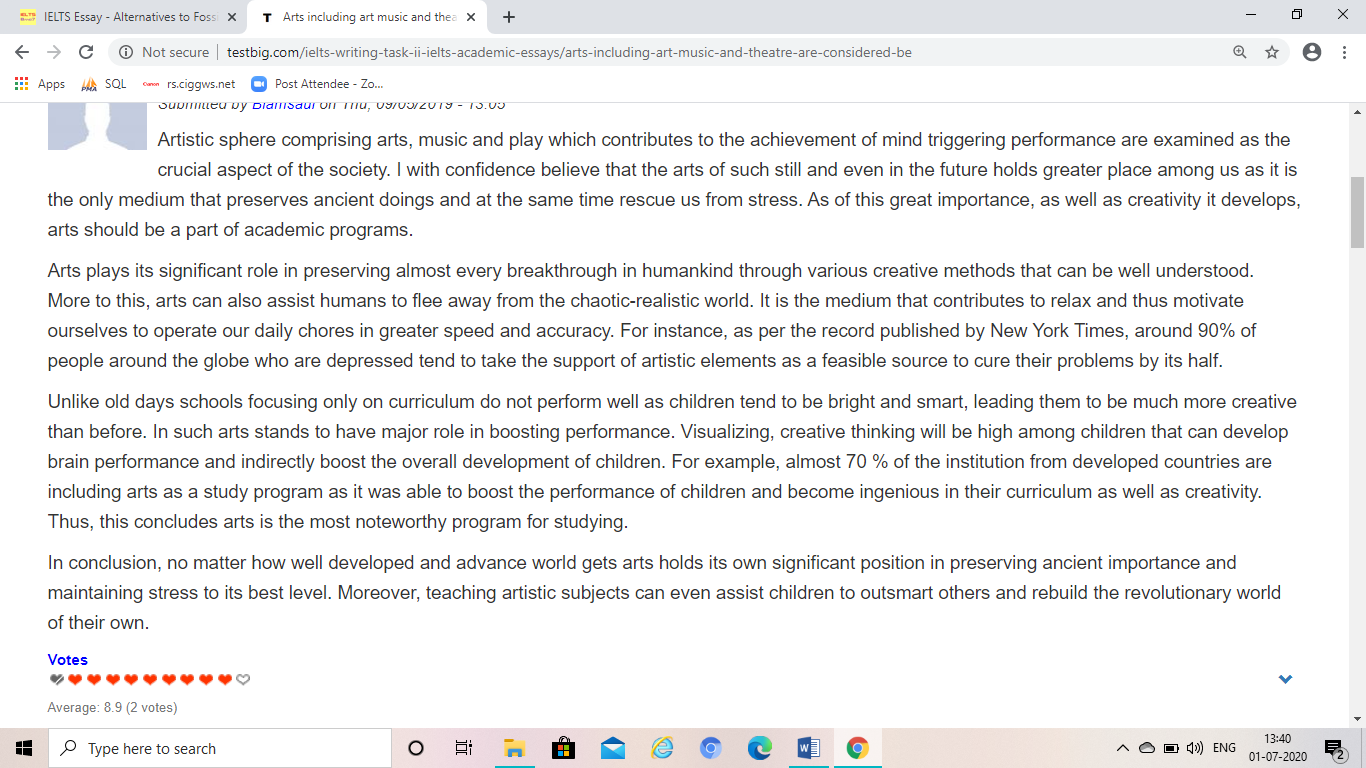 IELTS Essay - Alternatives to Foss
Arts including art music and thea
Not secure | testbig.com/ielts-writing-task-ii-ielts-academic-essays/arts-including-art-music-and-theatre-are-considered-be
Apps SQL Canon rs.ciggws.net Post Attendee - Zo...
Submitted by Biamsaul on Thu, 09/05/2019 - 13:05
Artistic sphere comprising arts, music and play which contributes to the achievement of mind triggering performance are examined as the
crucial aspect of the society. I with confidence believe that the arts of such still and even in the future holds greater place among us as it is
the only medium that preserves ancient doings and at the same time rescue us from stress. As of this great importance, as well as creativity it develops,
arts should be a part of academic programs.
Arts plays its significant role in preserving almost every breakthrough in humankind through various creative methods that can be well understood.
More to this, arts can also assist humans to flee away from the chaotic-realistic world. It is the medium that contributes to relax and thus motivate
ourselves to operate our daily chores in greater speed and accuracy. For instance, as per the record published by New York Times, around 90% of
people around the globe who are depressed tend to take the support of artistic elements as a feasible source to cure their problems by its half.
Unlike old days schools focusing only on curriculum do not perform well as children tend to be bright and smart, leading them to be much more creative
than before. In such arts stands to have major role in boosting performance. Visualizing, creative thinking will be high among children that can develop
brain performance and indirectly boost the overall development of children. For example, almost 70 % of the institution from developed countries are
including arts as a study program as it was able to boost the performance of children and become ingenious in their curriculum as well as creativity.
Thus, this concludes arts is the most noteworthy program for studying.
In conclusion, no matter how well developed and advance world gets arts holds its own significant position in preserving ancient importance and
maintaining stress to its best level. Moreover, teaching artistic subjects can even assist children to outsmart others and rebuild the revolutionary world
of their own.
Votes
Average: 8.9 (2 votes)
Type here to search
ENG
13:40
01-07-2020
2